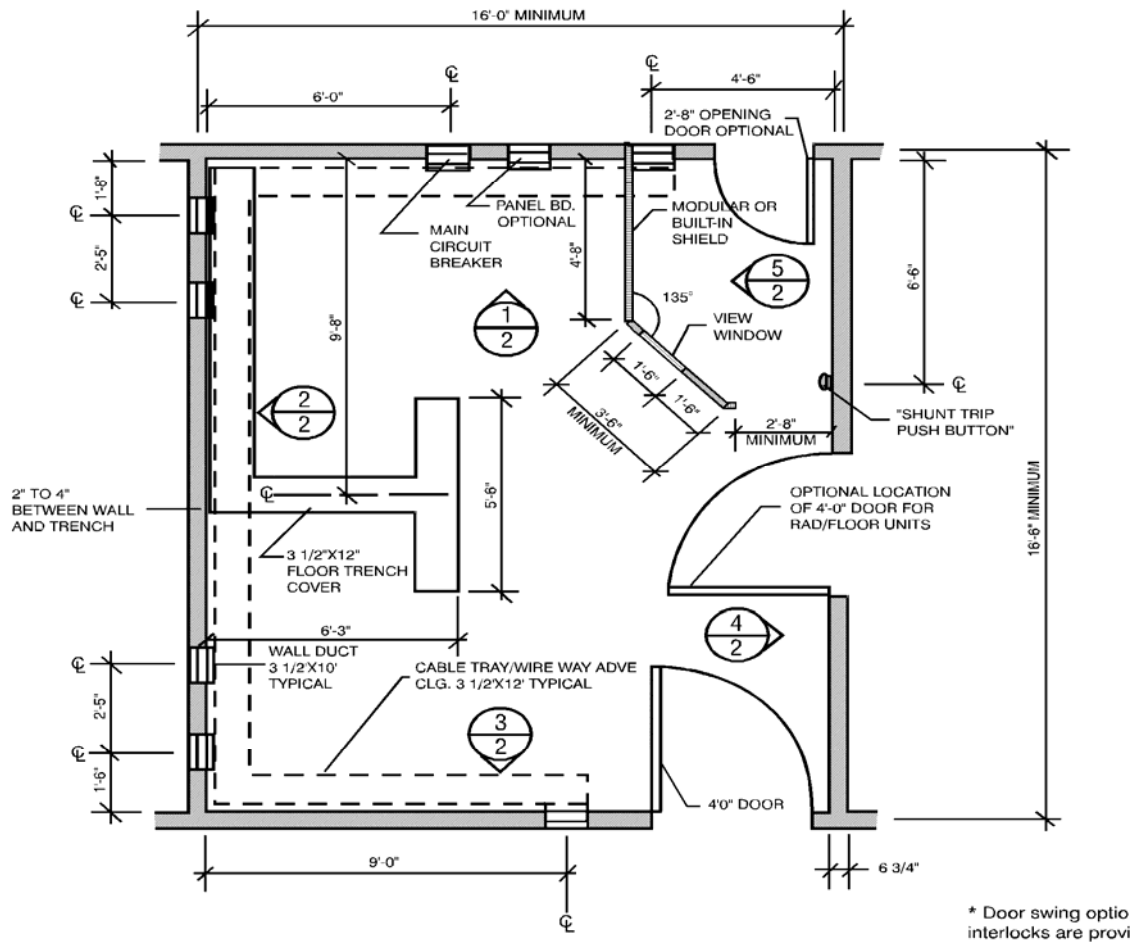 16'-0" MINIMUM
℄
℄
6'-0"
4'-6"
2'-8" OPENING
DOOR OPTIONAL
1'-8"
℄
2'-5"
℄
PANEL BD.
OPTIONAL
MAIN
CIRCUIT
BREAKER
4'-8"
MODULAR OR
BUILT-IN
SHIELD
5
2
6'-6"
135°
VIEW
WINDOW
1
2
9'-8"
1'-6"
1'-6"
3'-6"
MINIMUM
2
2
℄
"SHUNT TRIP
PUSH BUTTON"
2'-8"
MINIMUM
2" TO 4"
BETWEEN WALL
AND TRENCH
℄
5'-6"
OPTIONAL LOCATION
OF 4'-0" DOOR FOR
RAD/FLOOR UNITS
16'-6" MINIMUM
3 1/2"X12"
FLOOR TRENCH
COVER
6'-3"
4
2
℄
WALL DUCT
3 1/2'X10'
TYPICAL
CABLE TRAY/WIRE WAY ADVE
CLG. 3 1/2'X12' TYPICAL
2'-5"
3
2
℄
1'-6"
4'0" DOOR
9'-0"
℄
6 3/4"
* Door swing optio
interlocks are provi